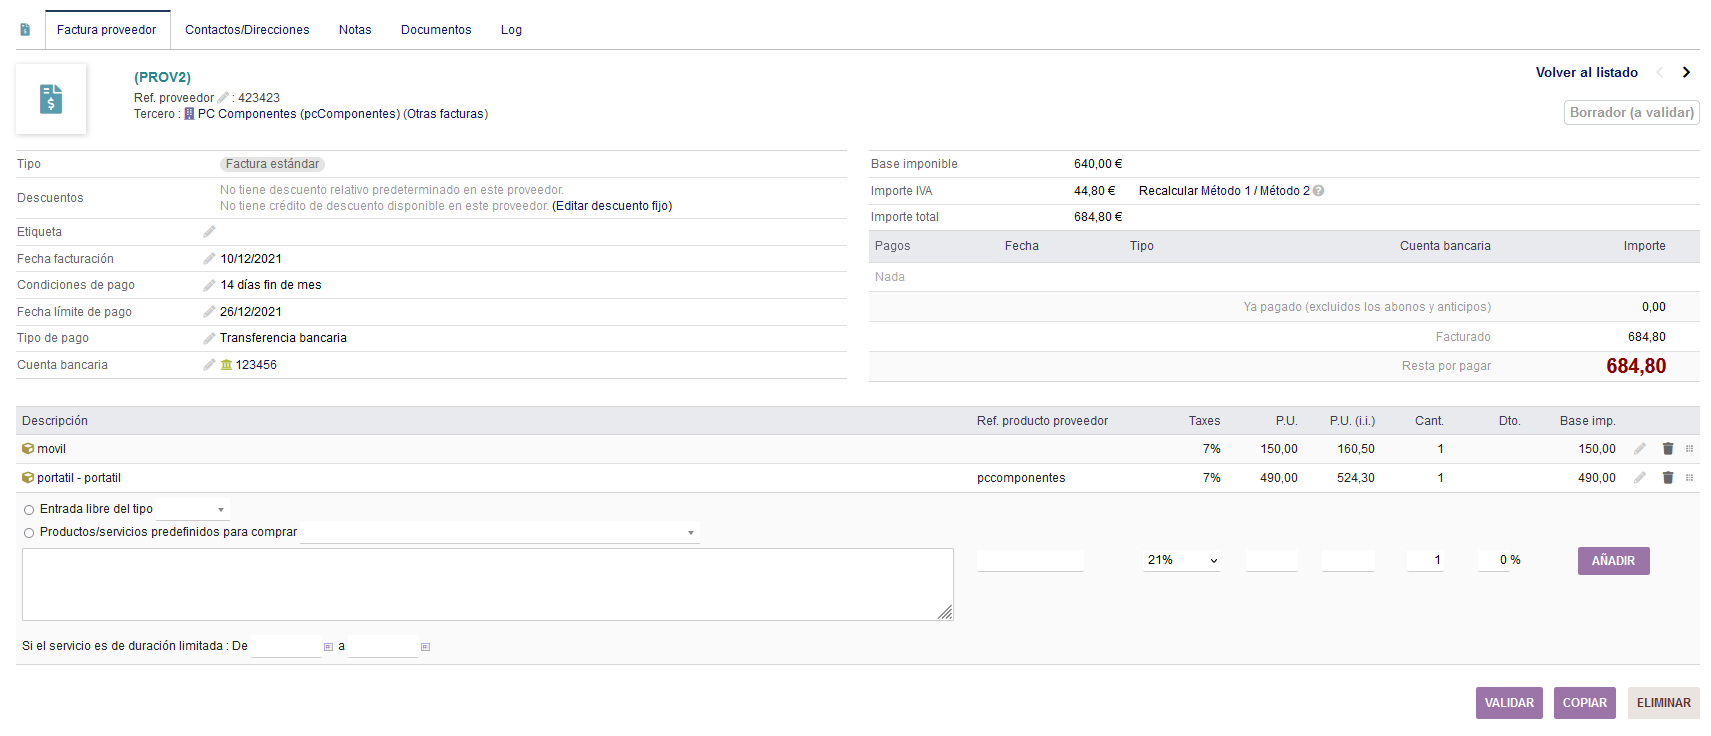 Factura proveedor Contactos/Direcciones Notas Documentos Log
(PROV2)
Ref. proveedor : 423423
Tercero : PC Componentes (pcComponentes) (Otras facturas)
Volver al listado
Borrador (a validar)
Tipo Factura estándar
Descuentos
No tiene descuento relativo predeterminado en este proveedor.
No tiene crédito de descuento disponible en este proveedor. (Editar descuento fijo)
Etiqueta
Fecha facturación 10/12/2021
Condiciones de pago 14 días fin de mes
Fecha límite de pago 26/12/2021
Tipo de pago Transferencia bancaria
Cuenta bancaria 123456
Base imponible 640,00 €
Importe IVA 44,80 € Recalcular Método 1 / Método 2
Importe total 684,80 €
Pagos Fecha Tipo Cuenta bancaria Importe
Nada
Ya pagado (excluidos los abonos y anticipos) 0,00
Facturado 684,80
Resta por pagar 684,80
Descripción Ref. producto proveedor Taxes P.U. P.U. (i.i.) Cant. Dto. Base imp.
movil 7% 150,00 160,50 1 150,00
portatil - portatil pccomponentes 7% 490,00 524,30 1 490,00
Entrada libre del tipo
Productos/servicios predefinidos para comprar
21% 1 0 % AÑADIR
Si el servicio es de duración limitada : De a
VALIDAR COPIAR ELIMINAR